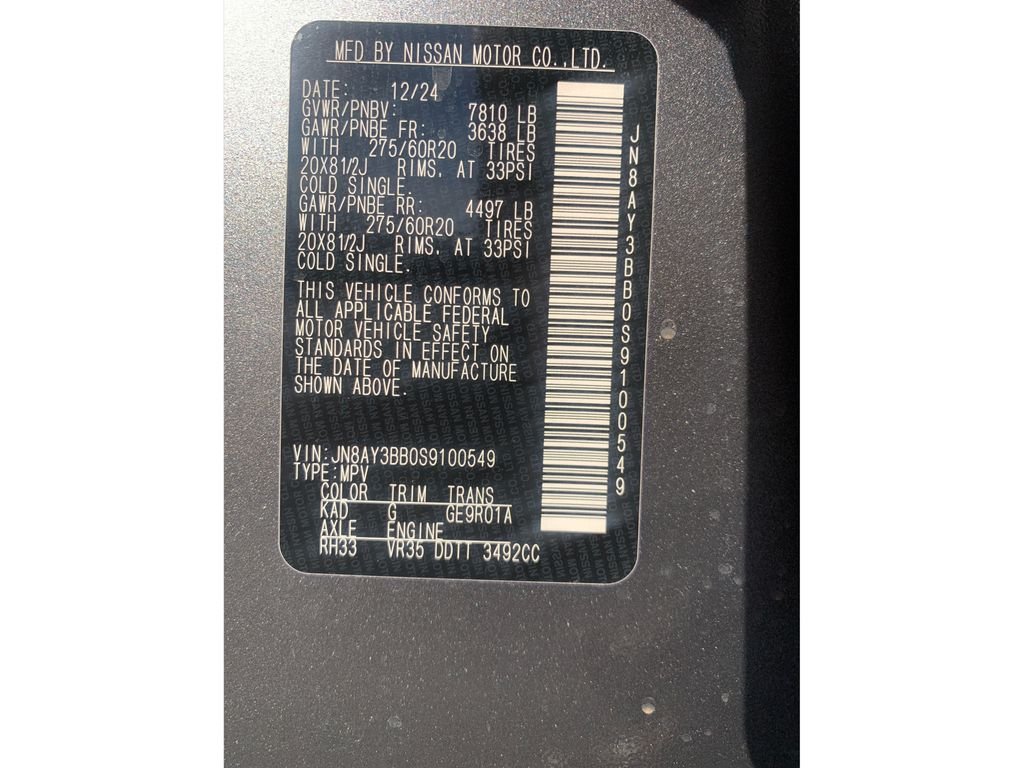 MFD BY NISSAN MOTOR CO.,LTD.
DATE: 12/24
GVWR/PNBV: 7810 LB
GAWR/PNBE FR: 3638 LB
WITH 275/60R20 TIRES
20X81/2J RIMS, AT 33PSI
COLD SINGLE.
GAWR/PNBE RR: 4497 LB
WITH 275/60R20 TIRES
20X81/2J RIMS, AT 33PSI
COLD SINGLE.
THIS VEHICLE CONFORMS TO
ALL APPLICABLE FEDERAL
MOTOR VEHICLE SAFETY
STANDARDS IN EFFECT ON
THE DATE OF MANUFACTURE
SHOWN ABOVE.
VIN:JN8AY3BB0S9100549
TYPE:MPV
COLOR TRIM TRANS
KAD G GE9R01A
AXLE ENGINE
RH33 VR35 DDTT 3492CC
JN8AY3BB0S9100549